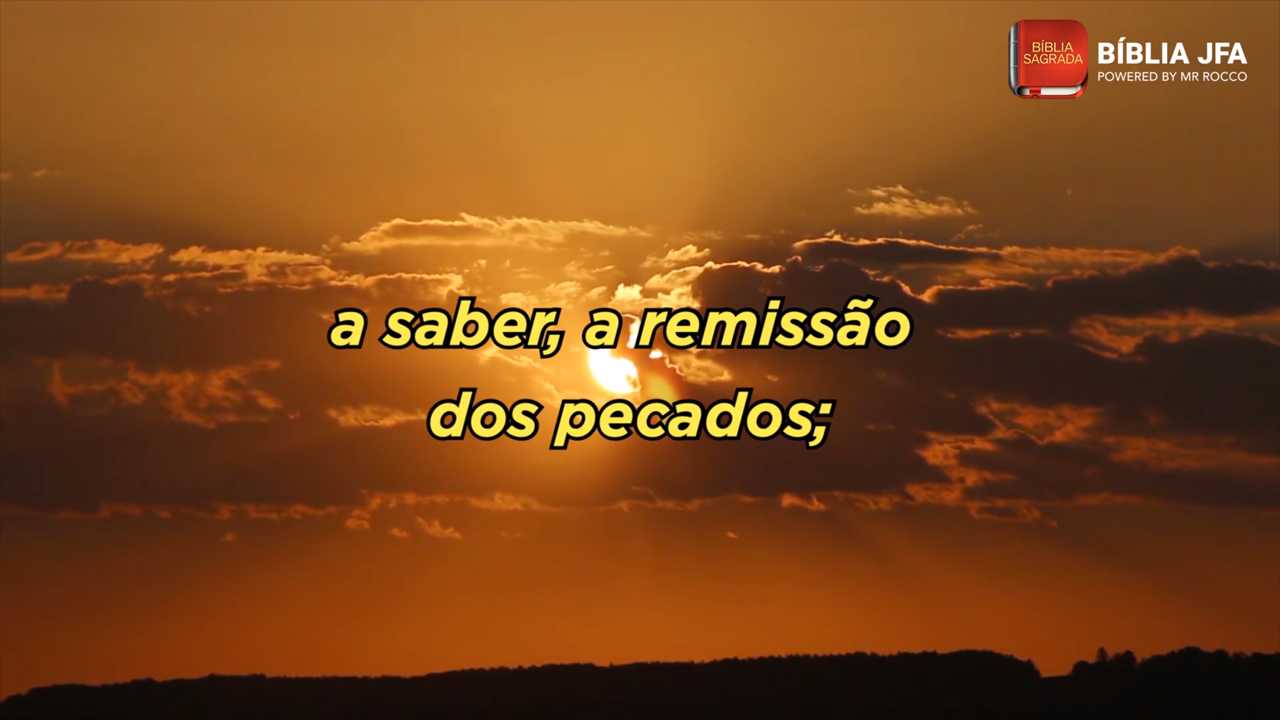 BÍBLIA
SAGRADA
BÍBLIA JFA
POWERED BY MR ROCCO
a saber, a remissão
dos pecados;